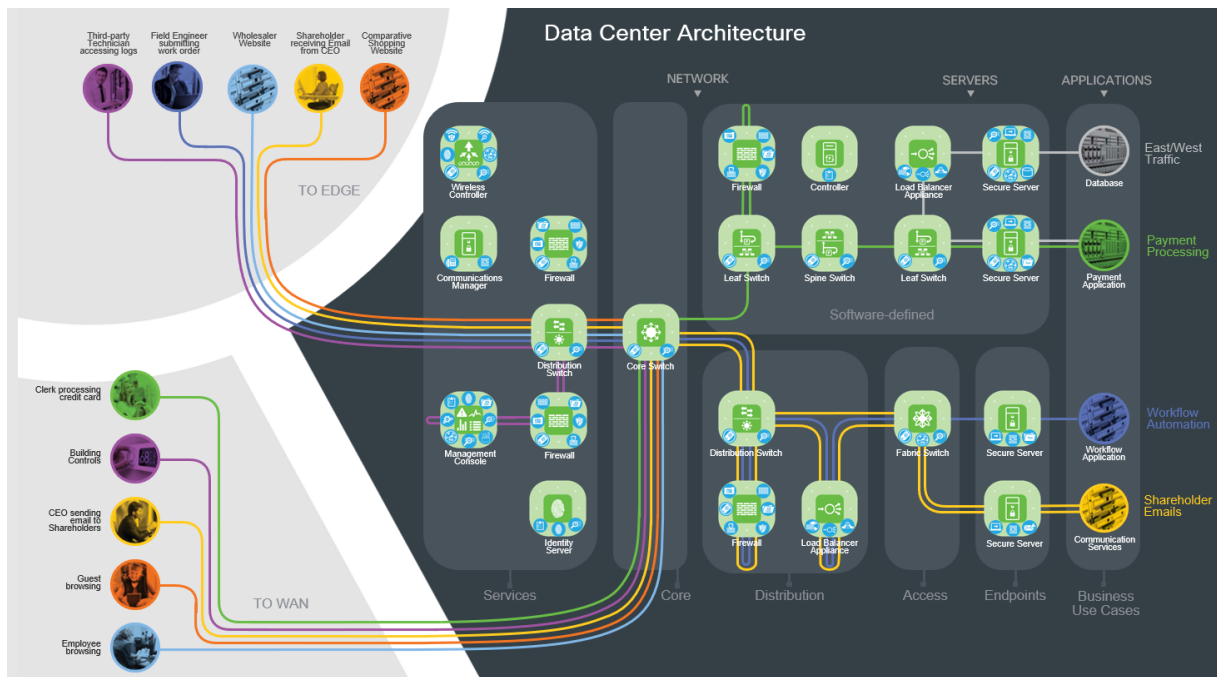 Data Center Architecture
Third-party
Technician
accessing logs
Field Engineer
submitting
work order
Wholesaler
Website
Shareholder
receiving Email
from CEO
Comparative
Shopping
Website
TO EDGE
NETWORK
SERVERS
APPLICATIONS
Wireless
Controller
Firewall
Controller
Load Balancer
Appliance
Secure Server
Database
East/West
Traffic
Communications
Manager
Firewall
Leaf Switch
Spine Switch
Leaf Switch
Secure Server
Payment
Application
Payment
Processing
Software-defined
Distribution
Switch
Core Switch
Clerk processing
credit card
Building
Controls
CEO sending
email to
Shareholders
Guest
browsing
Employee
browsing
TO WAN
Management
Console
Firewall
Distribution Switch
Fabric Switch
Secure Server
Workflow
Application
Workflow
Automation
Identity
Server
Firewall
Load Balancer
Appliance
Secure Server
Communication
Services
Shareholder
Emails
Services
Core
Distribution
Access
Endpoints
Business
Use Cases